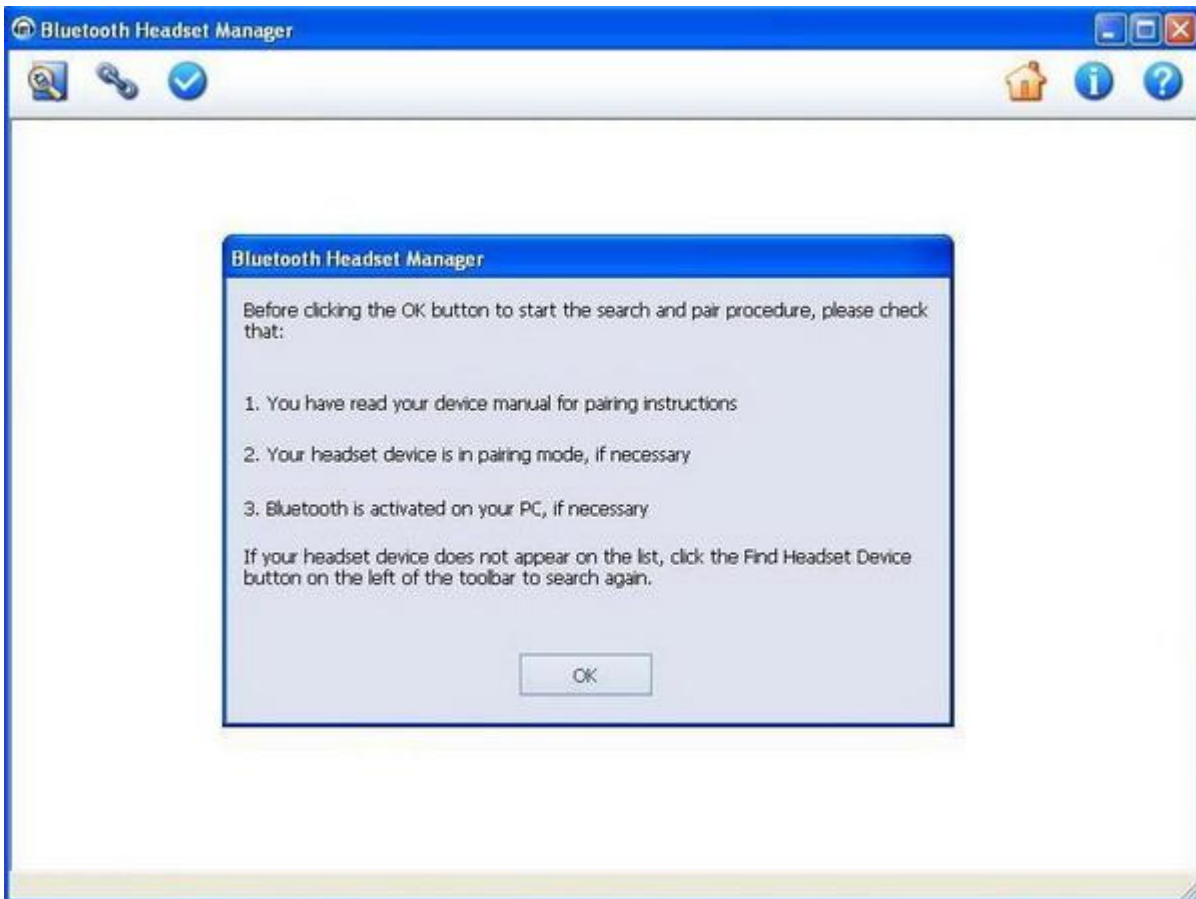 Bluetooth Headset Manager
Bluetooth Headset Manager
Before clicking the OK button to start the search and pair procedure, please check
that:
1. You have read your device manual for pairing instructions
2. Your headset device is in pairing mode, if necessary
3. Bluetooth is activated on your PC, if necessary
If your headset device does not appear on the list, click the Find Headset Device
button on the left of the toolbar to search again.
OK